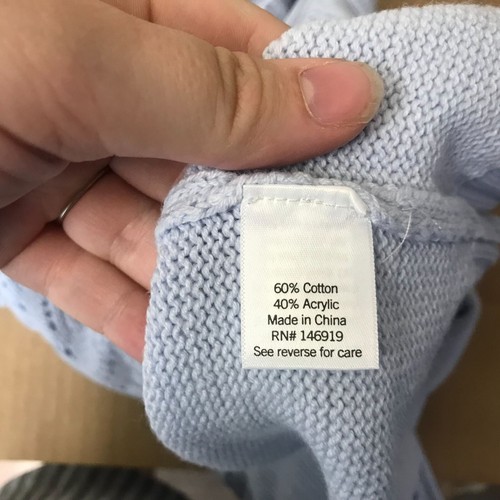 60% Cotton
40% Acrylic
Made in China
RN# 146919
See reverse for care